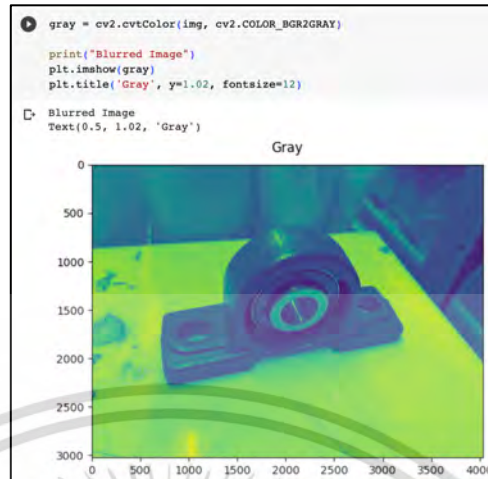 gray = cv2.cvtColor(img, cv2.COLOR_BGR2GRAY)
print("Blurred Image")
plt.imshow(gray)
plt.title('Gray', y=1.02, fontsize=12)
Blurred Image
Text(0.5, 1.02, 'Gray')
Gray
0
500
1000
1500
2000
2500
3000
0 500 1000 1500 2000 2500 3000 3500 4000